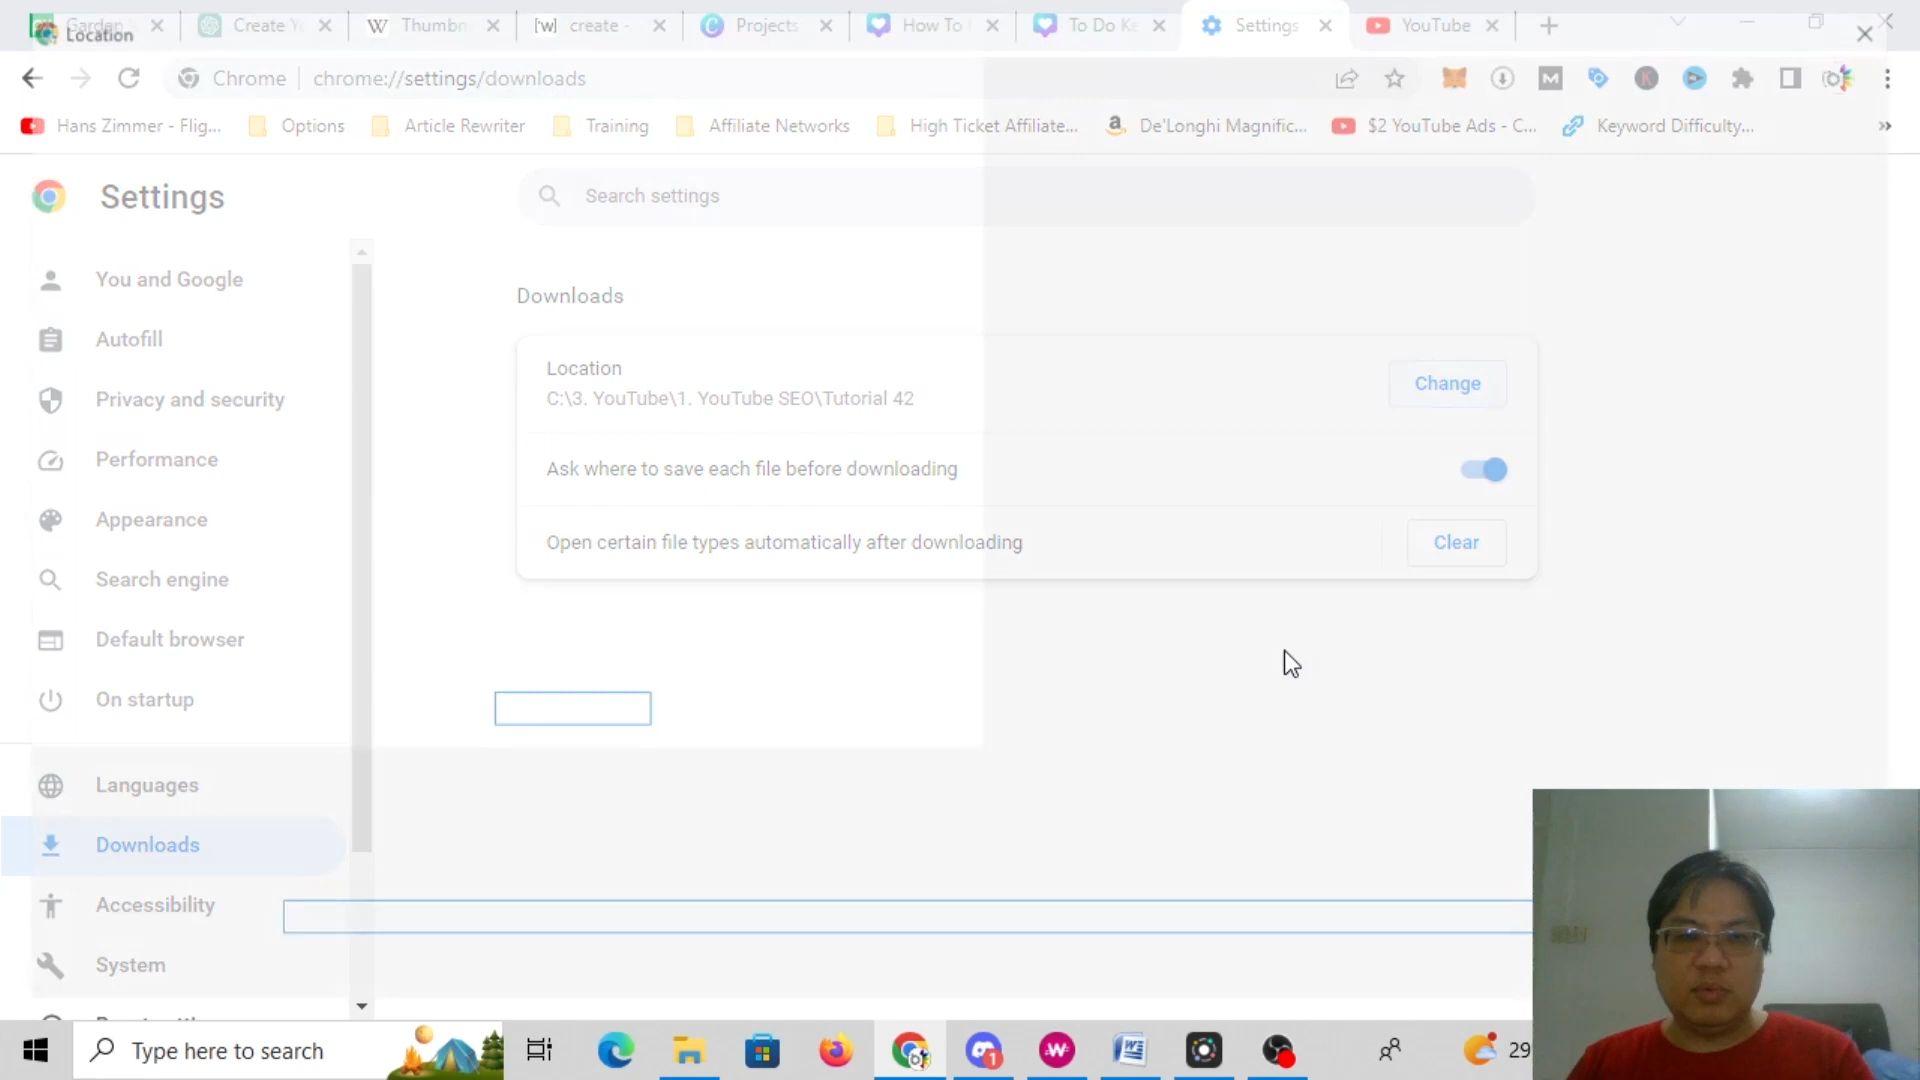 Garden
Create Yo
W Thumbn
[w] create -
Projects
How To
To Do Ke
Settings
YouTube
Location
Chrome
chrome://settings/downloads
Hans Zimmer - Flig...
Options
Article Rewriter
Training
Affiliate Networks
High Ticket Affiliate...
De'Longhi Magnific...
$2 YouTube Ads - C...
Keyword Difficulty...
»
Settings
Search settings
You and Google
Autofill
Privacy and security
Performance
Appearance
Search engine
Default browser
On startup
Languages
Downloads
Accessibility
System
Downloads
Location
C:\3. YouTube\1. YouTube SEO\Tutorial 42
Change
Ask where to save each file before downloading
Open certain file types automatically after downloading
Clear
Type here to search
1
29